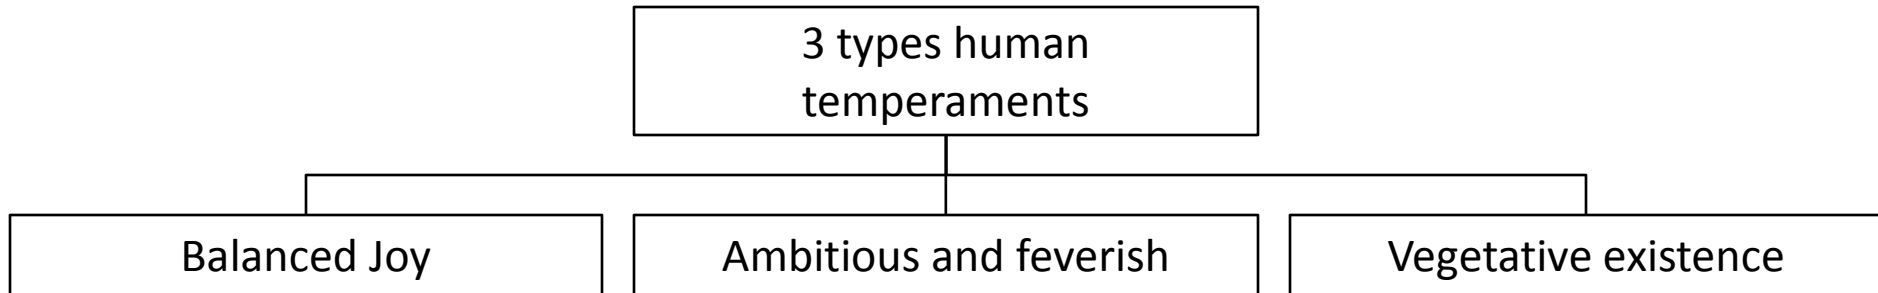 3 types human
temperaments
Balanced Joy
Ambitious and feverish
Vegetative existence